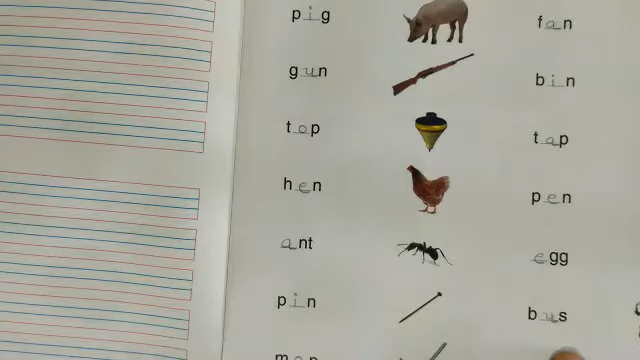 pig
fan
gun
bin
top
tap
hen
pen
ant
egg
pin
bus